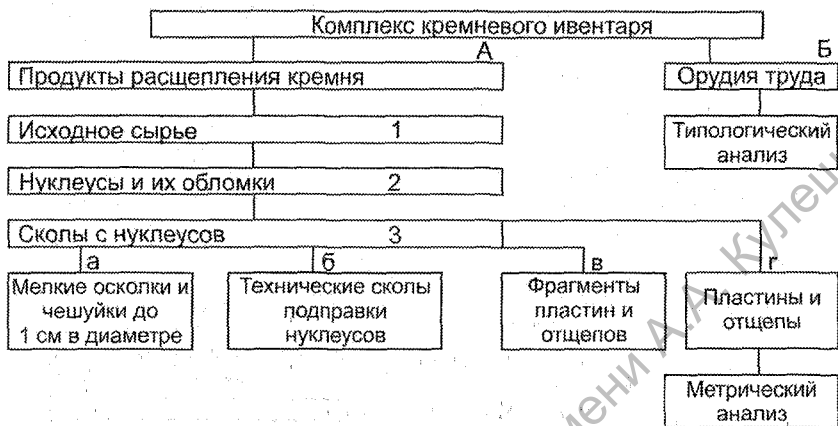 Комплекс кремневого ивентаря
А
Б
Продукты расщепления кремня
Орудия труда
Исходное сырье 1
Типологический
анализ
Нуклеусы и их обломки 2
Сколы с нуклеусов 3
а
б
в
г
Мелкие осколки и
чешуйки до
1 см в диаметре
Технические сколы
подправки
нуклеусов
Фрагменты
пластин и
отщепов
Пластины и
отщепы
Метрический
анализ
мени А.А. Кулеш